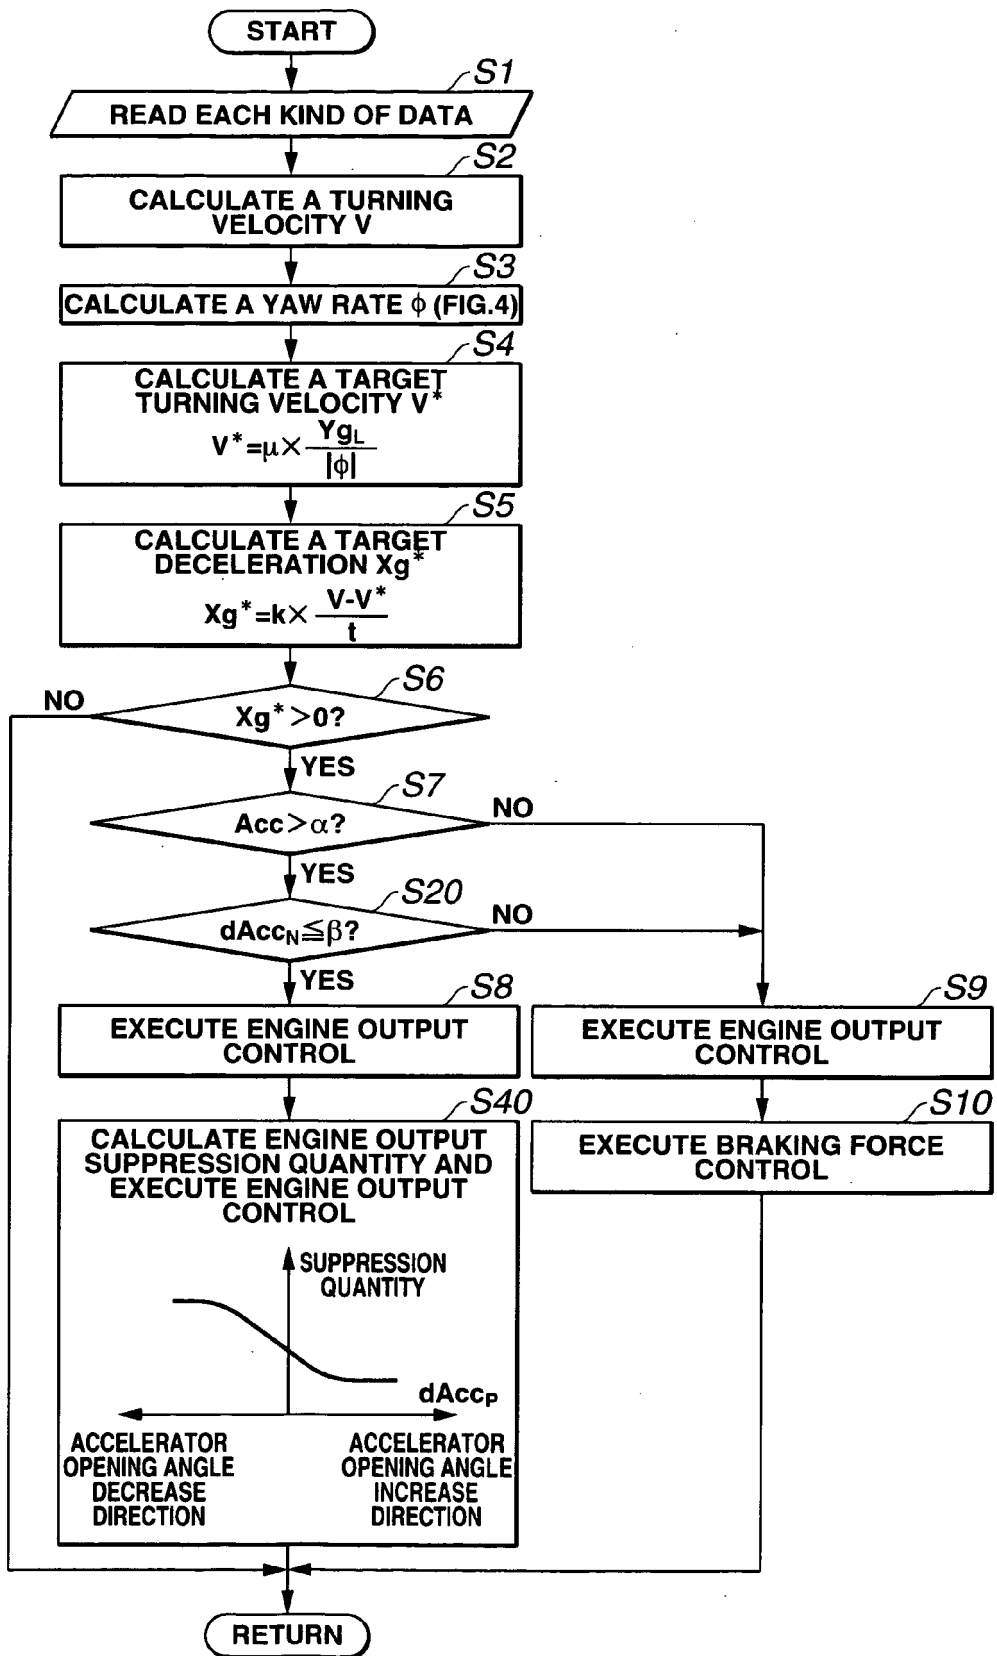 START
S1
READ EACH KIND OF DATA
S2
CALCULATE A TURNING
VELOCITY V
S3
CALCULATE A YAW RATE ϕ (FIG.4)
S4
CALCULATE A TARGET
TURNING VELOCITY V*
V*=μ× YgL / |ϕ|
S5
CALCULATE A TARGET
DECELERATION Xg*
Xg*=k× V-V* / t
S6
NO
Xg*>0?
YES
S7
NO
Acc>α?
YES
S20
NO
dAccN≦β?
YES
S8
EXECUTE ENGINE OUTPUT
CONTROL
S9
EXECUTE ENGINE OUTPUT
CONTROL
S40
CALCULATE ENGINE OUTPUT
SUPPRESSION QUANTITY AND
EXECUTE ENGINE OUTPUT
CONTROL
S10
EXECUTE BRAKING FORCE
CONTROL
SUPPRESSION
QUANTITY
dAccP
ACCELERATOR
OPENING ANGLE
DECREASE
DIRECTION
ACCELERATOR
OPENING ANGLE
INCREASE
DIRECTION
RETURN